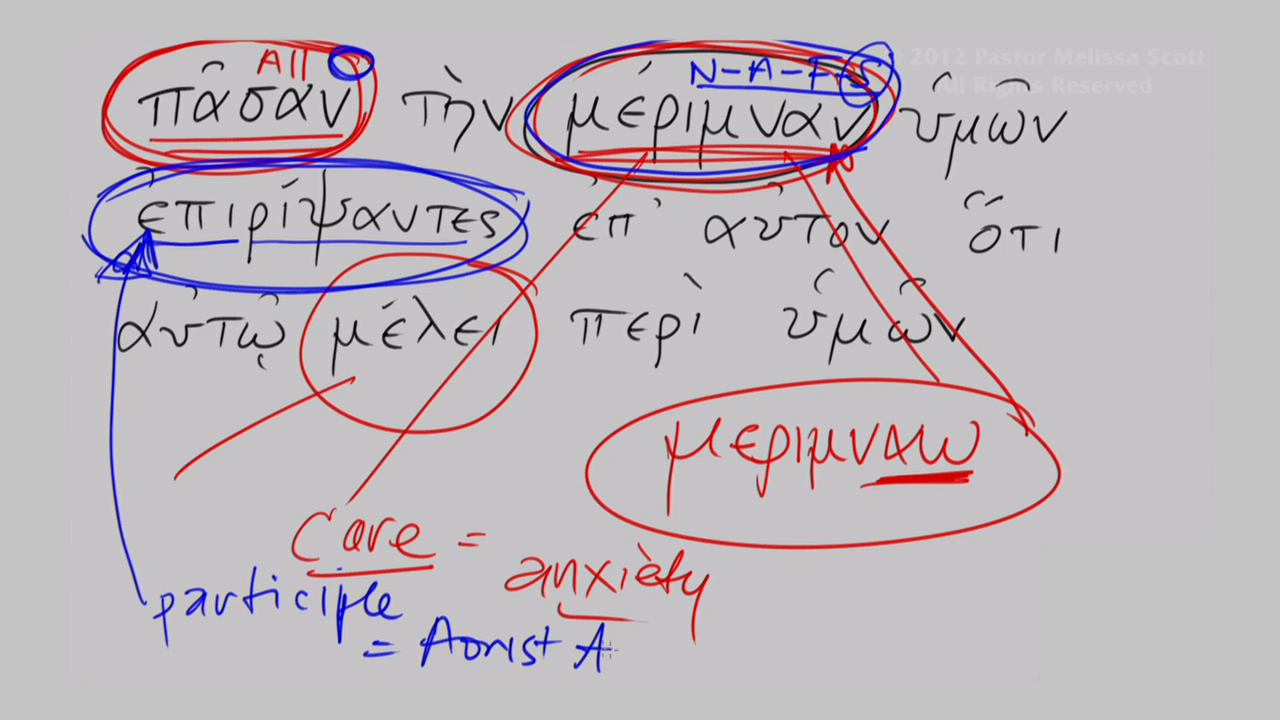 All
N-A-F-S
© 2012 Pastor Melissa Scott
All Rights Reserved
πᾶσαν τὴν μέριμναν ὑμῶν
ἐπιρίψαντες ἐπ' αὐτον ὅτι
αὐτῷ μέλει περὶ ὑμῶν
μεριμναω
Care =
anxiety
participle
= Aorist A